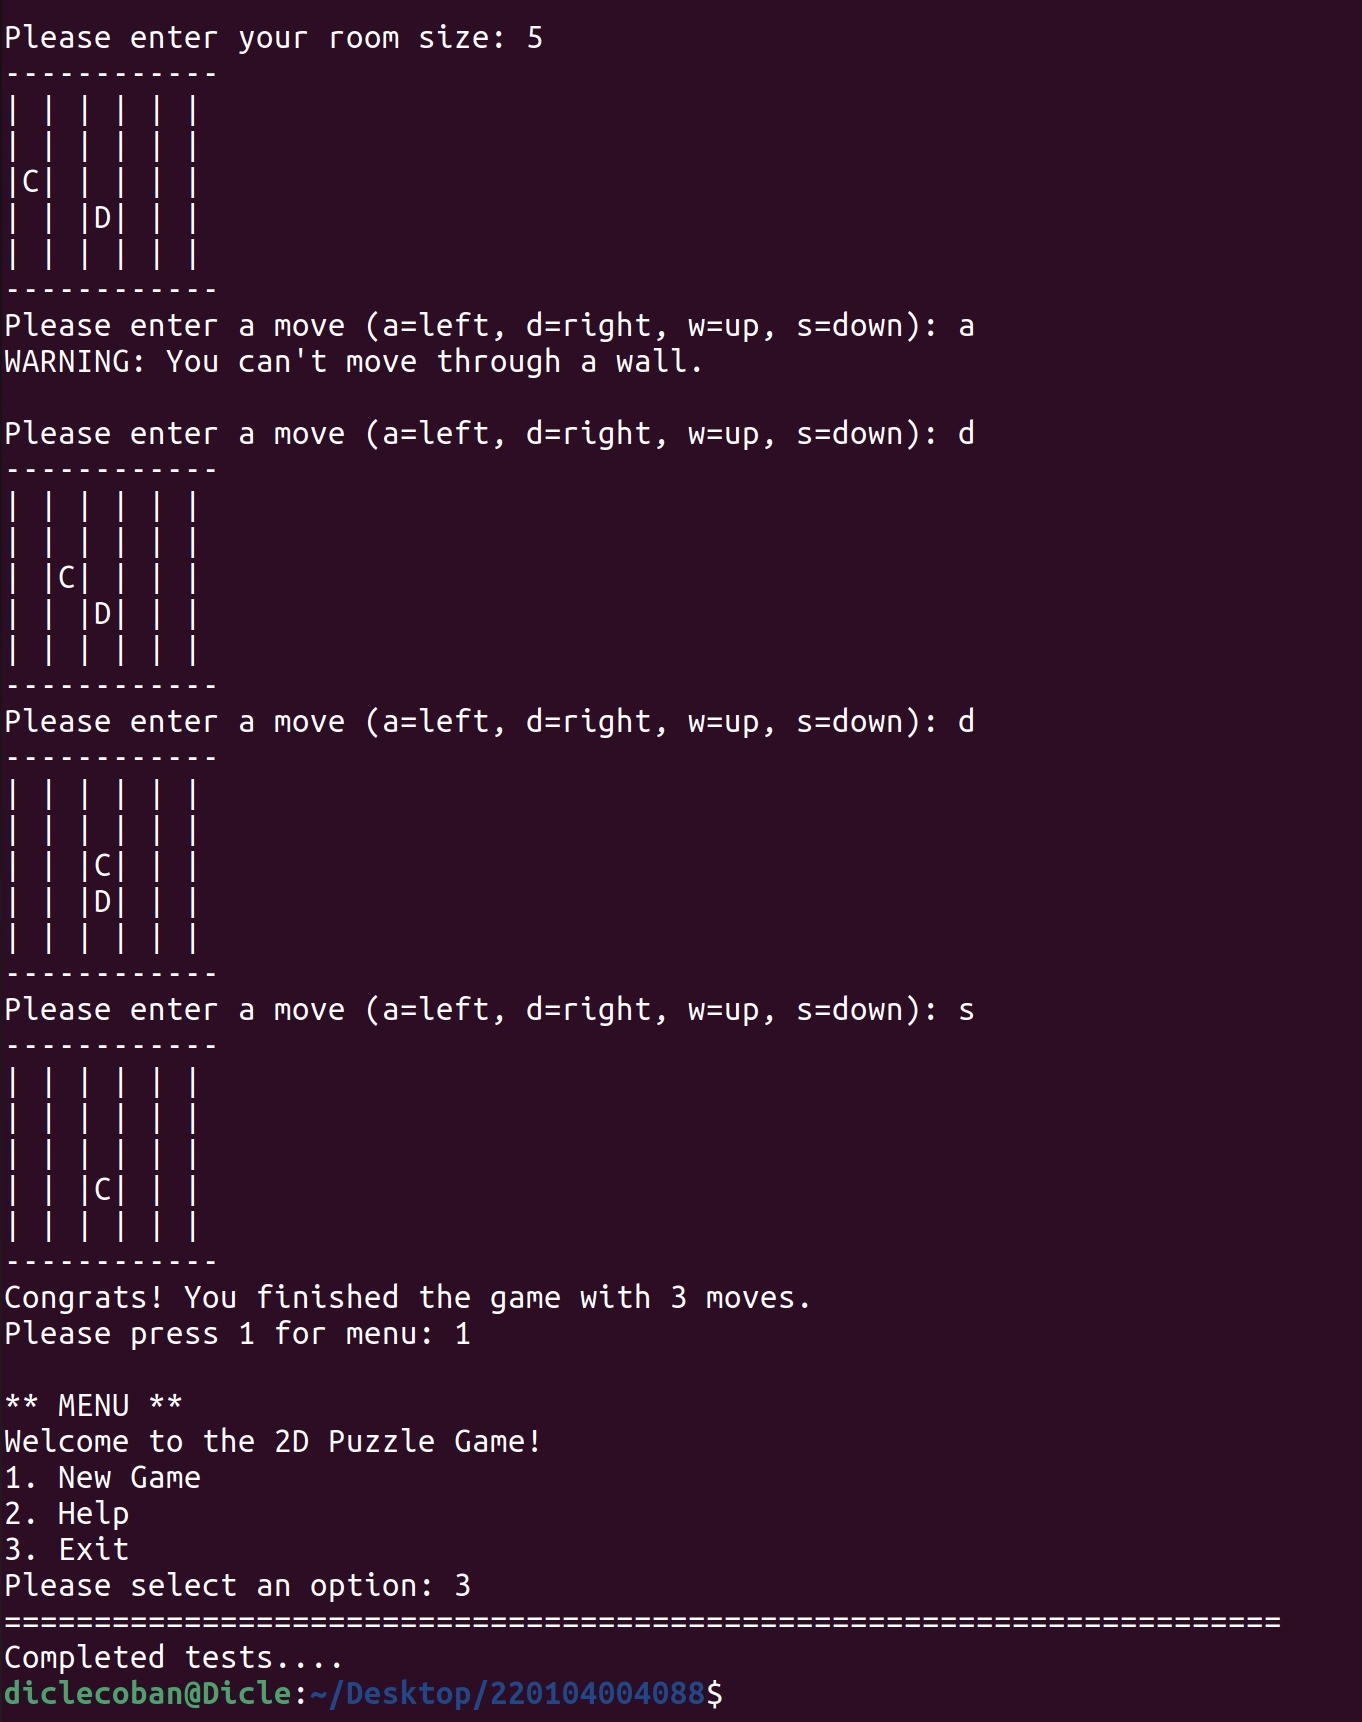 Please enter your room size: 5
------------
| | | | | |
| | | | | |
|C| | | | |
| | |D| | |
| | | | | |
------------
Please enter a move (a=left, d=right, w=up, s=down): a
WARNING: You can't move through a wall.

Please enter a move (a=left, d=right, w=up, s=down): d
------------
| | | | | |
| | | | | |
| |C| | | |
| | |D| | |
| | | | | |
------------
Please enter a move (a=left, d=right, w=up, s=down): d
------------
| | | | | |
| | | | | |
| | |C| | |
| | |D| | |
| | | | | |
------------
Please enter a move (a=left, d=right, w=up, s=down): s
------------
| | | | | |
| | | | | |
| | | | | |
| | |C| | |
| | | | | |
------------
Congrats! You finished the game with 3 moves.
Please press 1 for menu: 1

** MENU **
Welcome to the 2D Puzzle Game!
1. New Game
2. Help
3. Exit
Please select an option: 3
=======================================================================
Completed tests....
diclecoban@Dicle:~/Desktop/220104004088$